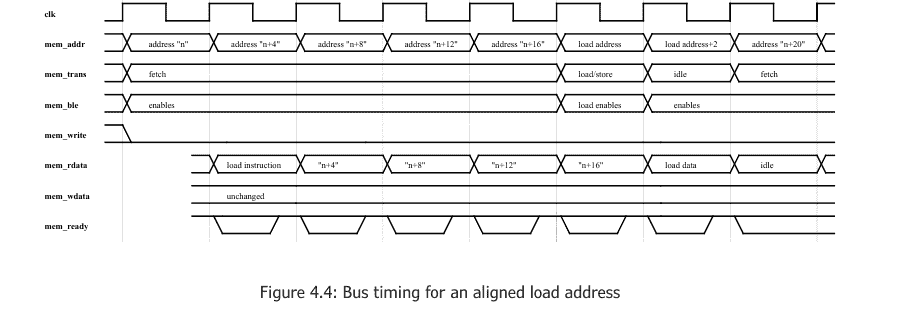 clk
mem_addr address "n" address "n+4" address "n+8" address "n+12" address "n+16" load address load address+2 address "n+20"
mem_trans fetch load/store idle fetch
mem_ble enables load enables enables
mem_write
mem_rdata load instruction "n+4" "n+8" "n+12" "n+16" load data idle
mem_wdata unchanged
mem_ready
Figure 4.4: Bus timing for an aligned load address